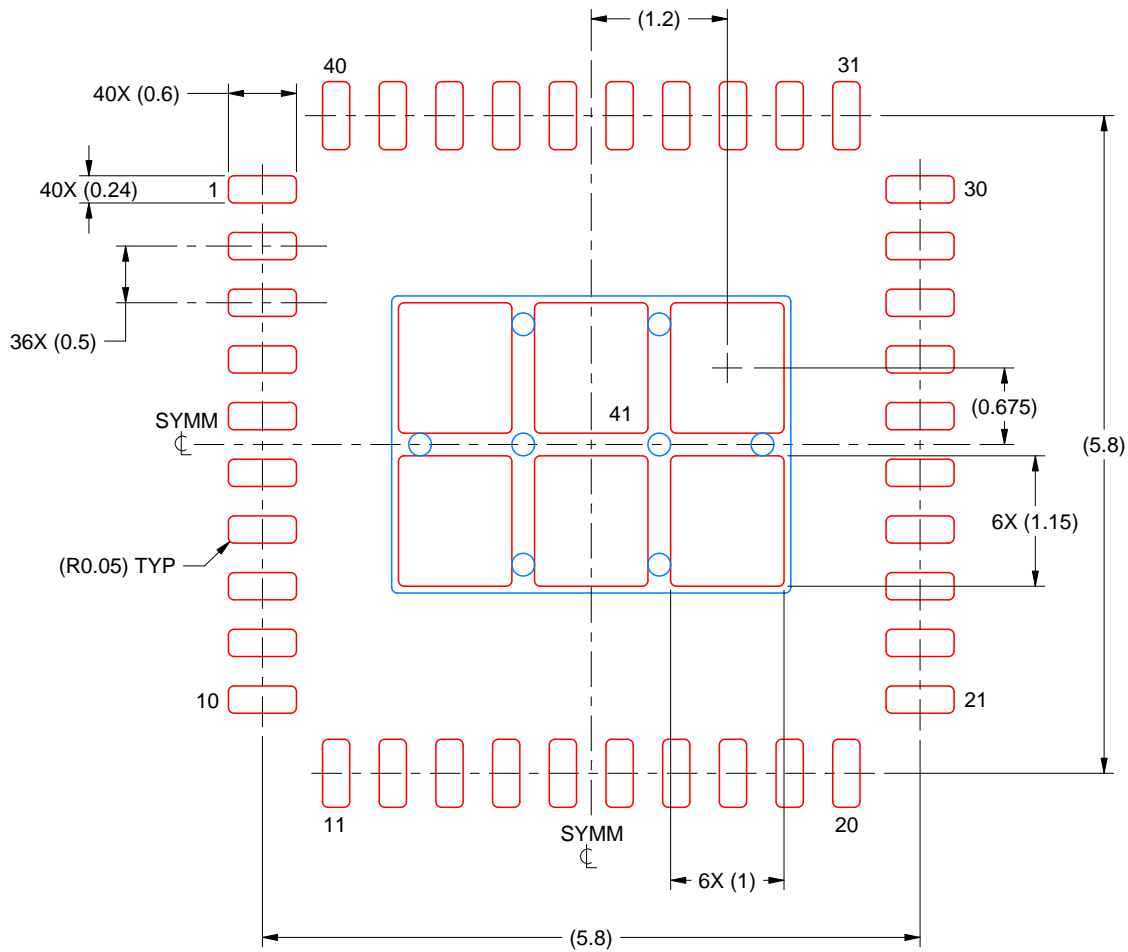 (1.2)
40
31
40X (0.6)
40X (0.24)
1
30
36X (0.5)
41
SYMM
℄
(0.675)
(5.8)
6X (1.15)
(R0.05) TYP
10
21
11
20
SYMM
℄
6X (1)
(5.8)